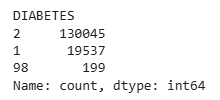 DIABETES
2     130045
1      19537
98       199
Name: count, dtype: int64